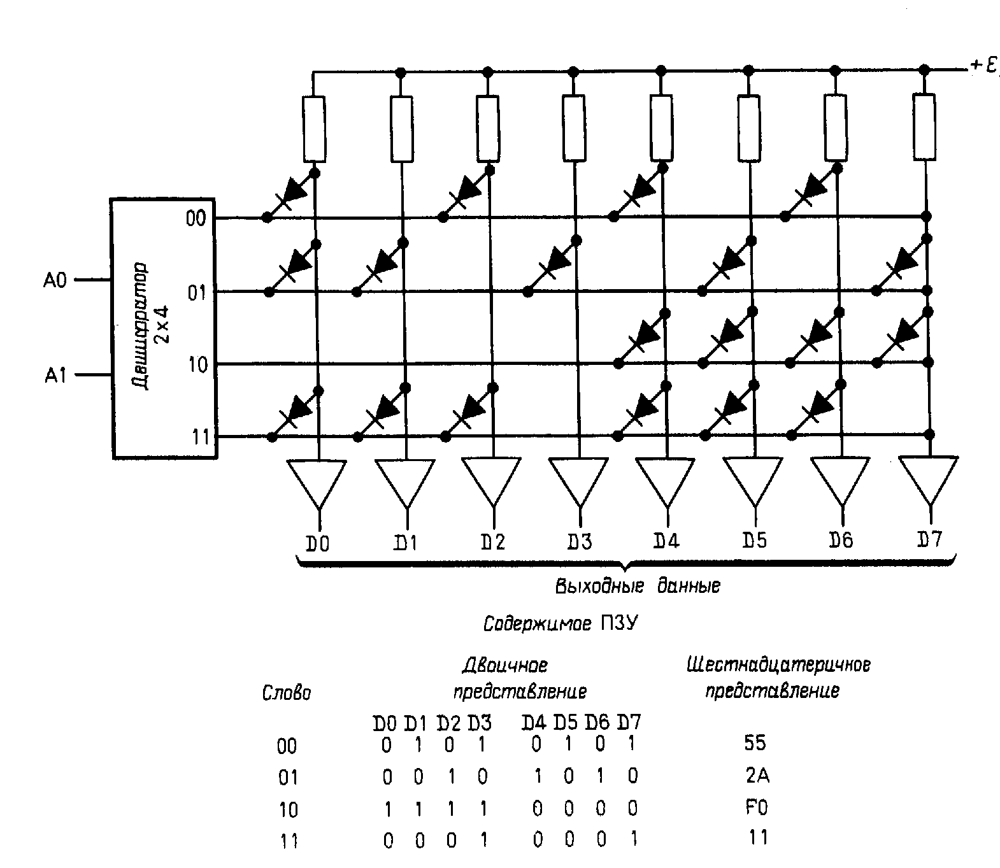 +E
00
01
10
11
A0
A1
Дешифратор
2x4
D0 D1 D2 D3 D4 D5 D6 D7
Выходные данные
Содержимое ПЗУ
Слово
Двоичное
представление
Шестнадцатеричное
представление
D0 D1 D2 D3 D4 D5 D6 D7
00 0 1 0 1 0 1 0 1 55
01 0 0 1 0 1 0 1 0 2A
10 1 1 1 1 0 0 0 0 F0
11 0 0 0 1 0 0 0 1 11